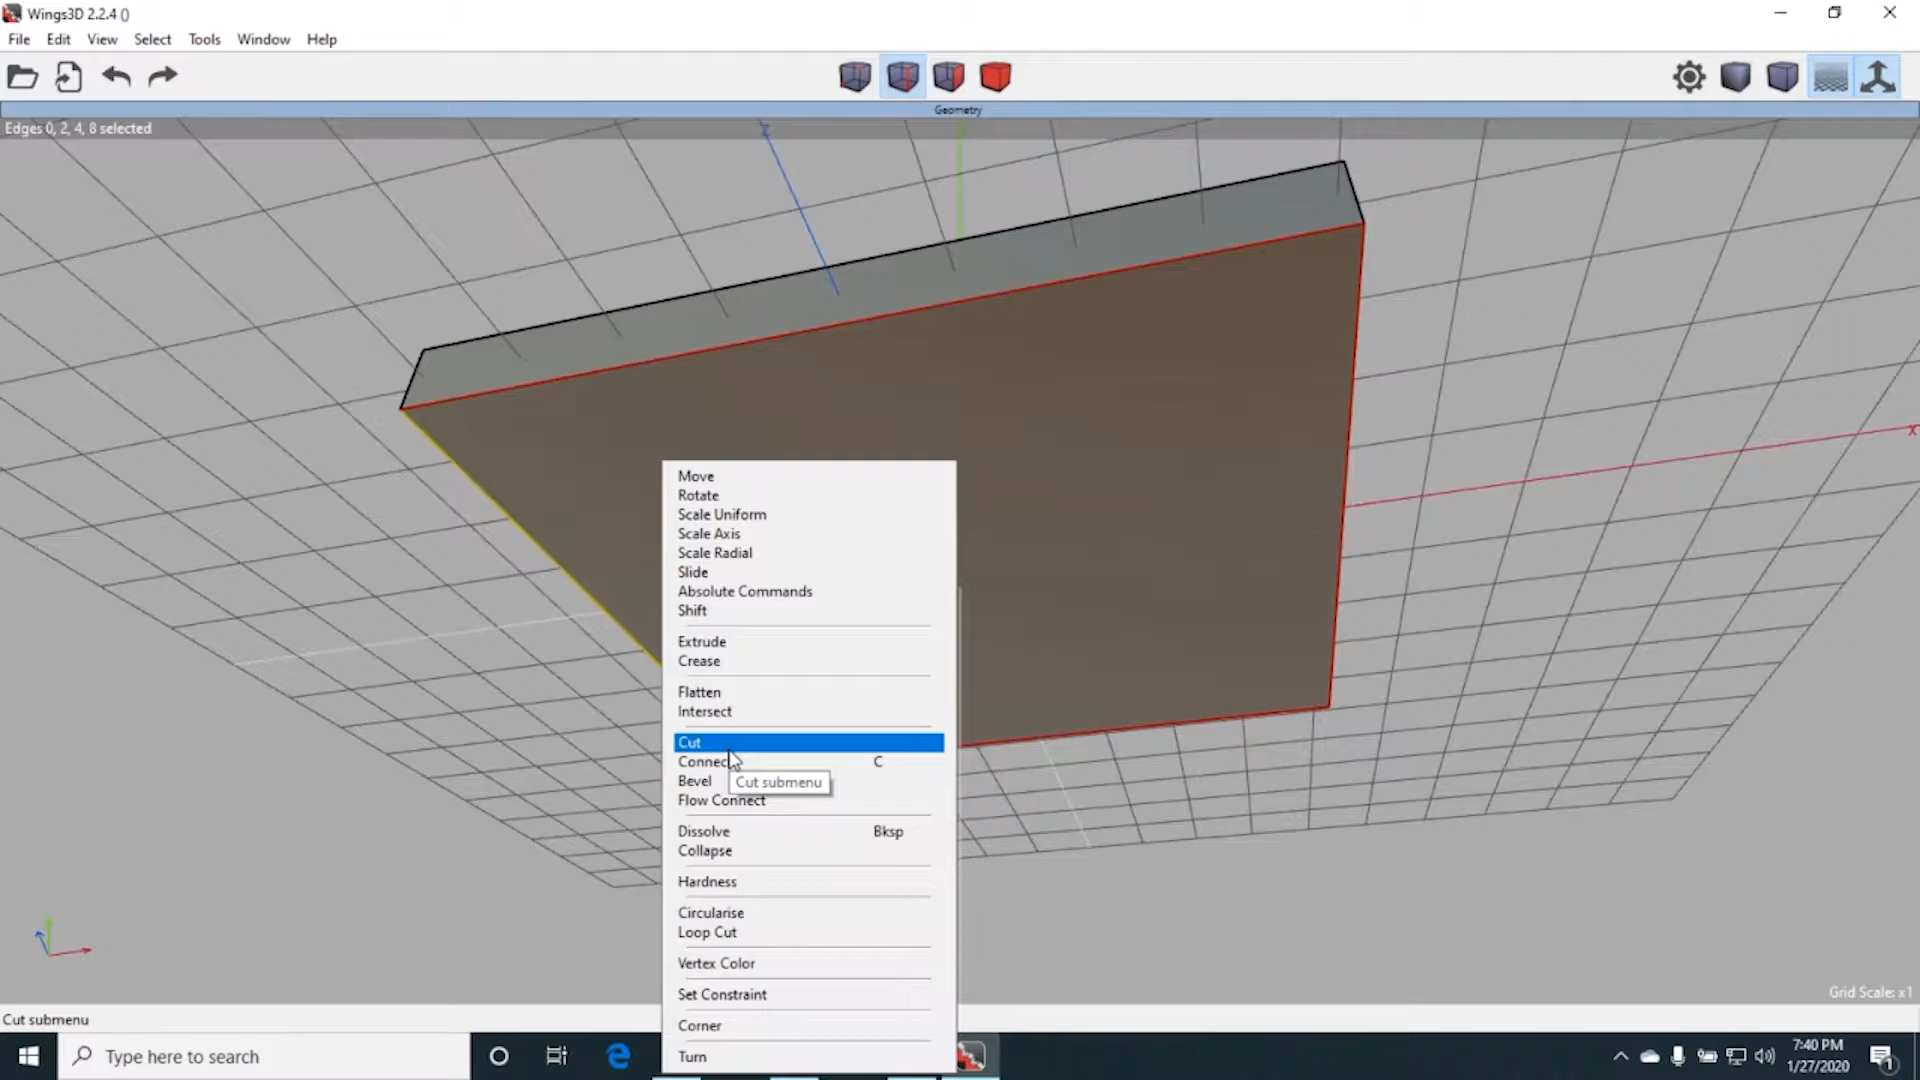 Wings3D 2.2.4 ()
File Edit View Select Tools Window Help
Geometry
Edges 0, 2, 4, 8 selected
Z
X
Move
Rotate
Scale Uniform
Scale Axis
Scale Radial
Slide
Absolute Commands
Shift
Extrude
Crease
Flatten
Intersect
Cut
Connect C
Bevel
Cut submenu
Flow Connect
Dissolve Bksp
Collapse
Hardness
Circularise
Loop Cut
Vertex Color
Set Constraint
Corner
Turn
Grid Scale: x1
Cut submenu
Type here to search
7:40 PM
1/27/2020
1